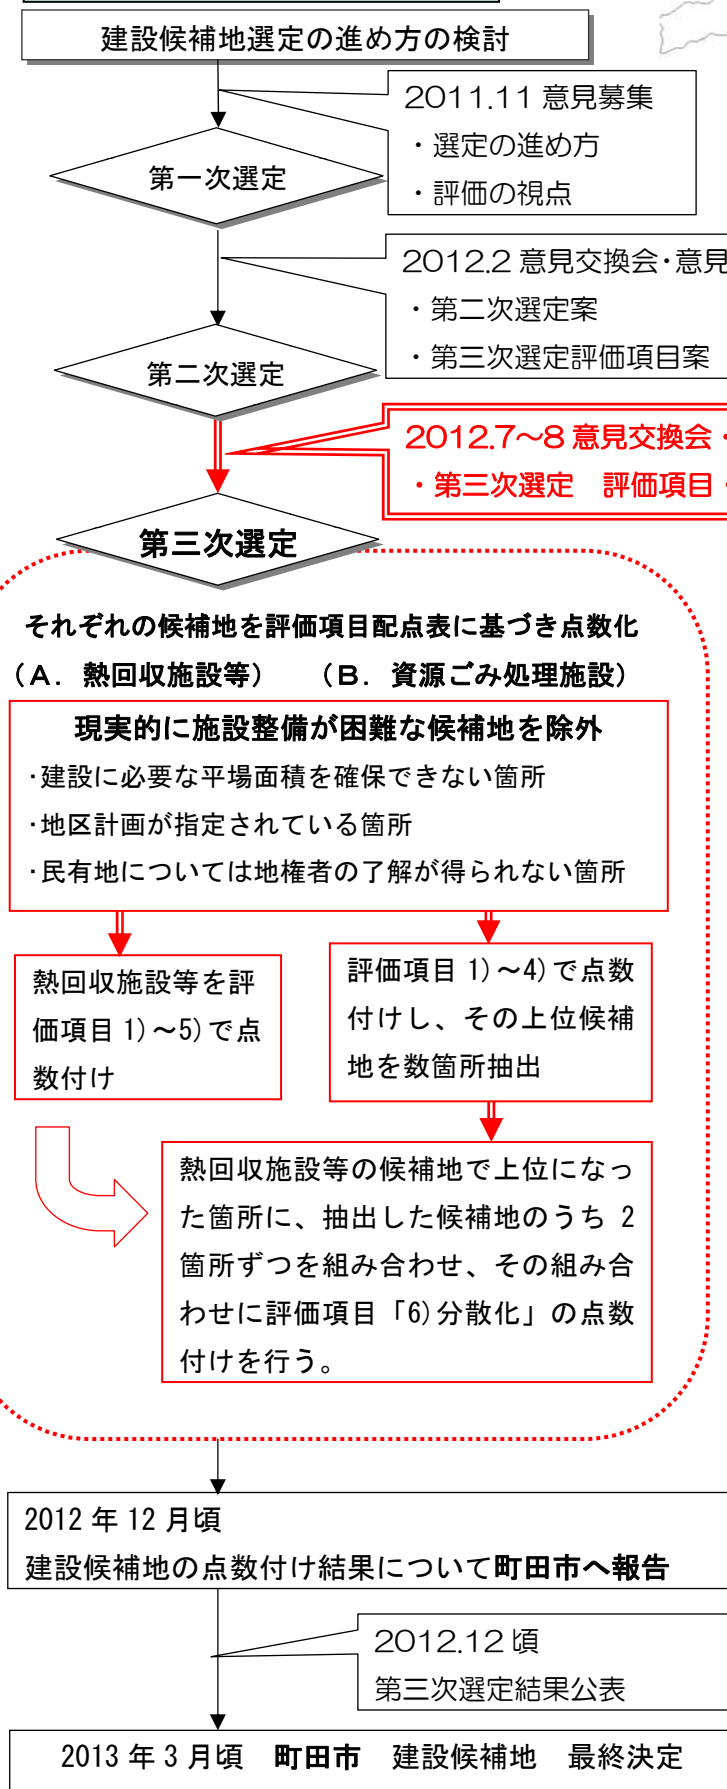 建設候補地選定の進め方の検討
2011.11 意見募集
・選定の進め方
・評価の視点
第一次選定
2012.2 意見交換会・意見
・第二次選定案
・第三次選定評価項目案
第二次選定
2012.7～8 意見交換会・
・第三次選定　評価項目・
第三次選定
それぞれの候補地を評価項目配点表に基づき点数化
（A．熱回収施設等）　（B．資源ごみ処理施設）
現実的に施設整備が困難な候補地を除外
・建設に必要な平場面積を確保できない箇所
・地区計画が指定されている箇所
・民有地については地権者の了解が得られない箇所
熱回収施設等を評
価項目 1)～5)で点
数付け
評価項目 1)～4)で点数
付けし、その上位候補
地を数箇所抽出
熱回収施設等の候補地で上位になっ
た箇所に、抽出した候補地のうち 2
箇所ずつを組み合わせ、その組み合
わせに評価項目「6)分散化」の点数
付けを行う。
2012 年 12 月頃
建設候補地の点数付け結果について町田市へ報告
2012.12 頃
第三次選定結果公表
2013 年 3 月頃　町田市　建設候補地　最終決定